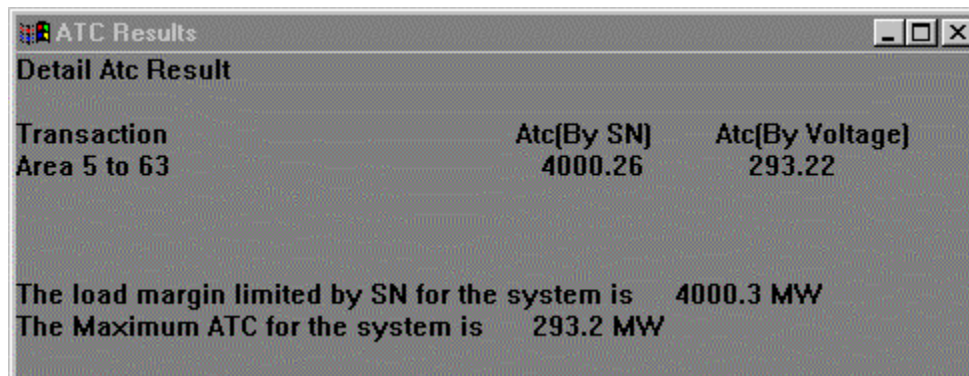 ATC Results
Detail Atc Result
Transaction Atc(By SN) Atc(By Voltage)
Area 5 to 63 4000.26 293.22
The load margin limited by SN for the system is 4000.3 MW
The Maximum ATC for the system is 293.2 MW